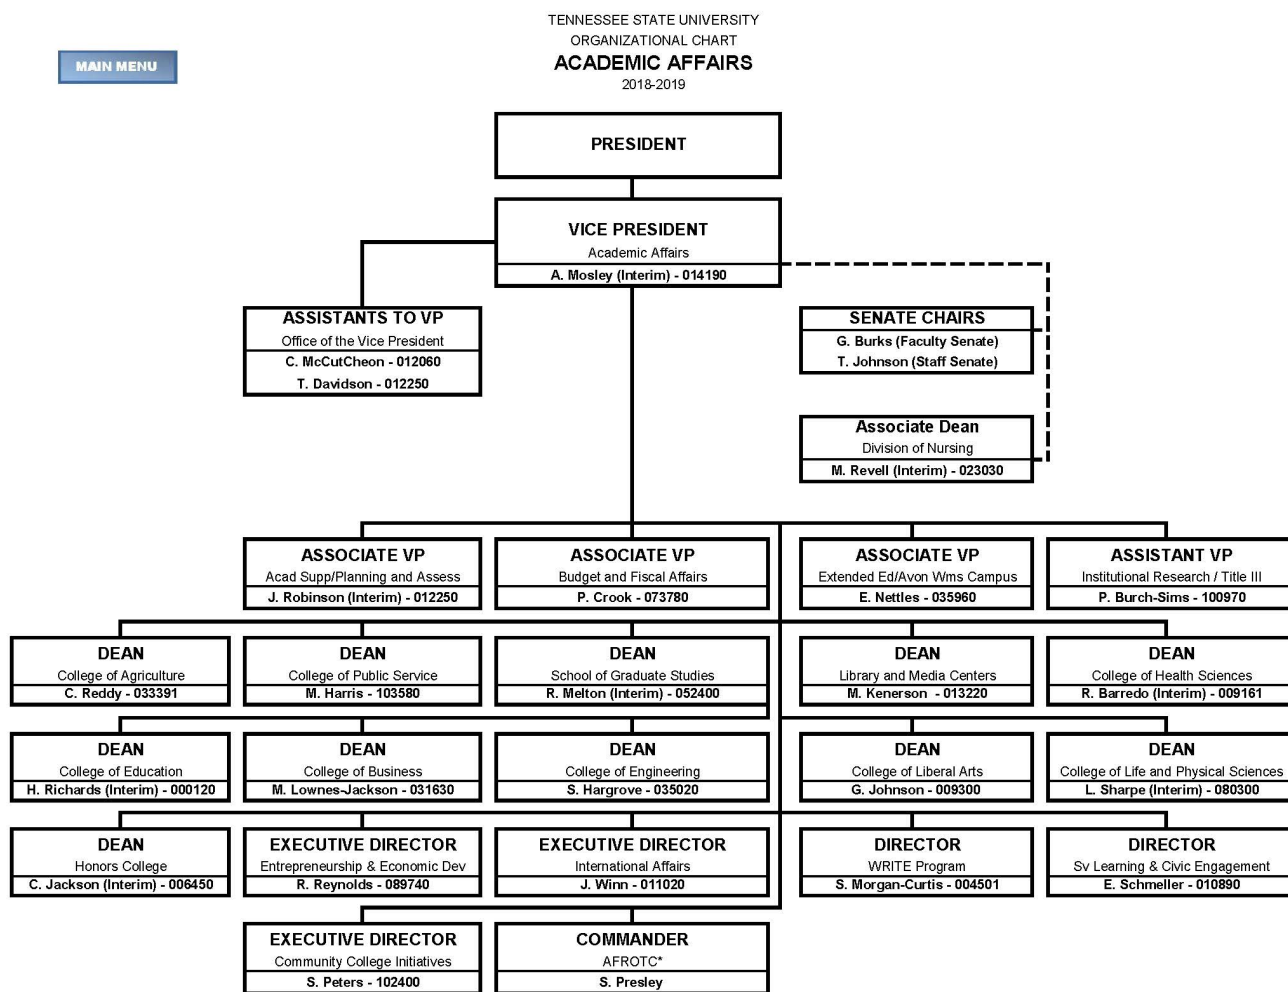 TENNESSEE STATE UNIVERSITY
ORGANIZATIONAL CHART
MAIN MENU
ACADEMIC AFFAIRS
2018-2019
PRESIDENT
VICE PRESIDENT
Academic Affairs
A. Mosley (Interim) - 014190
ASSISTANTS TO VP
Office of the Vice President
C. McCutCheon - 012060
T. Davidson - 012250
SENATE CHAIRS
G. Burks (Faculty Senate)
T. Johnson (Staff Senate)
Associate Dean
Division of Nursing
M. Revell (Interim) - 023030
ASSOCIATE VP
Acad Supp/Planning and Assess
J. Robinson (Interim) - 012250
ASSOCIATE VP
Budget and Fiscal Affairs
P. Crook - 073780
ASSOCIATE VP
Extended Ed/Avon Wms Campus
E. Nettles - 035960
ASSISTANT VP
Institutional Research / Title III
P. Burch-Sims - 100970
DEAN
College of Agriculture
C. Reddy - 033391
DEAN
College of Public Service
M. Harris - 103580
DEAN
School of Graduate Studies
R. Melton (Interim) - 052400
DEAN
Library and Media Centers
M. Kenerson - 013220
DEAN
College of Health Sciences
R. Barredo (Interim) - 009161
DEAN
College of Education
H. Richards (Interim) - 000120
DEAN
College of Business
M. Lownes-Jackson - 031630
DEAN
College of Engineering
S. Hargrove - 035020
DEAN
College of Liberal Arts
G. Johnson - 009300
DEAN
College of Life and Physical Sciences
L. Sharpe (Interim) - 080300
DEAN
Honors College
C. Jackson (Interim) - 006450
EXECUTIVE DIRECTOR
Entrepreneurship & Economic Dev
R. Reynolds - 089740
EXECUTIVE DIRECTOR
International Affairs
J. Winn - 011020
DIRECTOR
WRITE Program
S. Morgan-Curtis - 004501
DIRECTOR
Sv Learning & Civic Engagement
E. Schmeller - 010890
EXECUTIVE DIRECTOR
Community College Initiatives
S. Peters - 102400
COMMANDER
AFROTC*
S. Presley